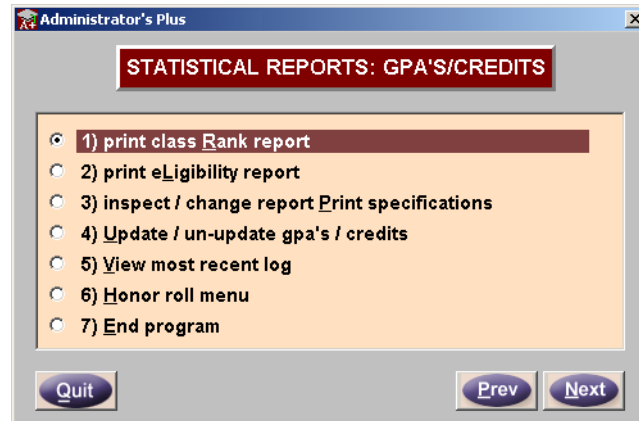 Administrator's Plus
STATISTICAL REPORTS: GPA'S/CREDITS
1) print class Rank report
2) print eLigibility report
3) inspect / change report Print specifications
4) Update / un-update gpa's / credits
5) View most recent log
6) Honor roll menu
7) End program
Quit Prev Next